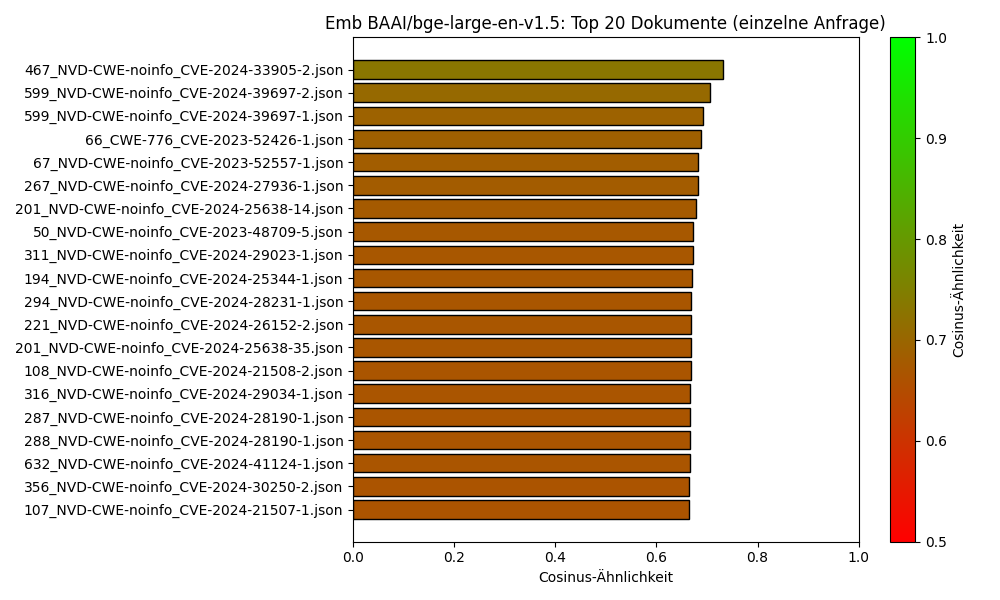 Emb BAAI/bge-large-en-v1.5: Top 20 Dokumente (einzelne Anfrage)
467_NVD-CWE-noinfo_CVE-2024-33905-2.json
599_NVD-CWE-noinfo_CVE-2024-39697-2.json
599_NVD-CWE-noinfo_CVE-2024-39697-1.json
66_CWE-776_CVE-2023-52426-1.json
67_NVD-CWE-noinfo_CVE-2023-52557-1.json
267_NVD-CWE-noinfo_CVE-2024-27936-1.json
201_NVD-CWE-noinfo_CVE-2024-25638-14.json
50_NVD-CWE-noinfo_CVE-2023-48709-5.json
311_NVD-CWE-noinfo_CVE-2024-29023-1.json
194_NVD-CWE-noinfo_CVE-2024-25344-1.json
294_NVD-CWE-noinfo_CVE-2024-28231-1.json
221_NVD-CWE-noinfo_CVE-2024-26152-2.json
201_NVD-CWE-noinfo_CVE-2024-25638-35.json
108_NVD-CWE-noinfo_CVE-2024-21508-2.json
316_NVD-CWE-noinfo_CVE-2024-29034-1.json
287_NVD-CWE-noinfo_CVE-2024-28190-1.json
288_NVD-CWE-noinfo_CVE-2024-28190-1.json
632_NVD-CWE-noinfo_CVE-2024-41124-1.json
356_NVD-CWE-noinfo_CVE-2024-30250-2.json
107_NVD-CWE-noinfo_CVE-2024-21507-1.json
0.0 0.2 0.4 0.6 0.8 1.0
Cosinus-Ähnlichkeit
1.0
0.9
0.8
0.7
0.6
0.5
Cosinus-Ähnlichkeit